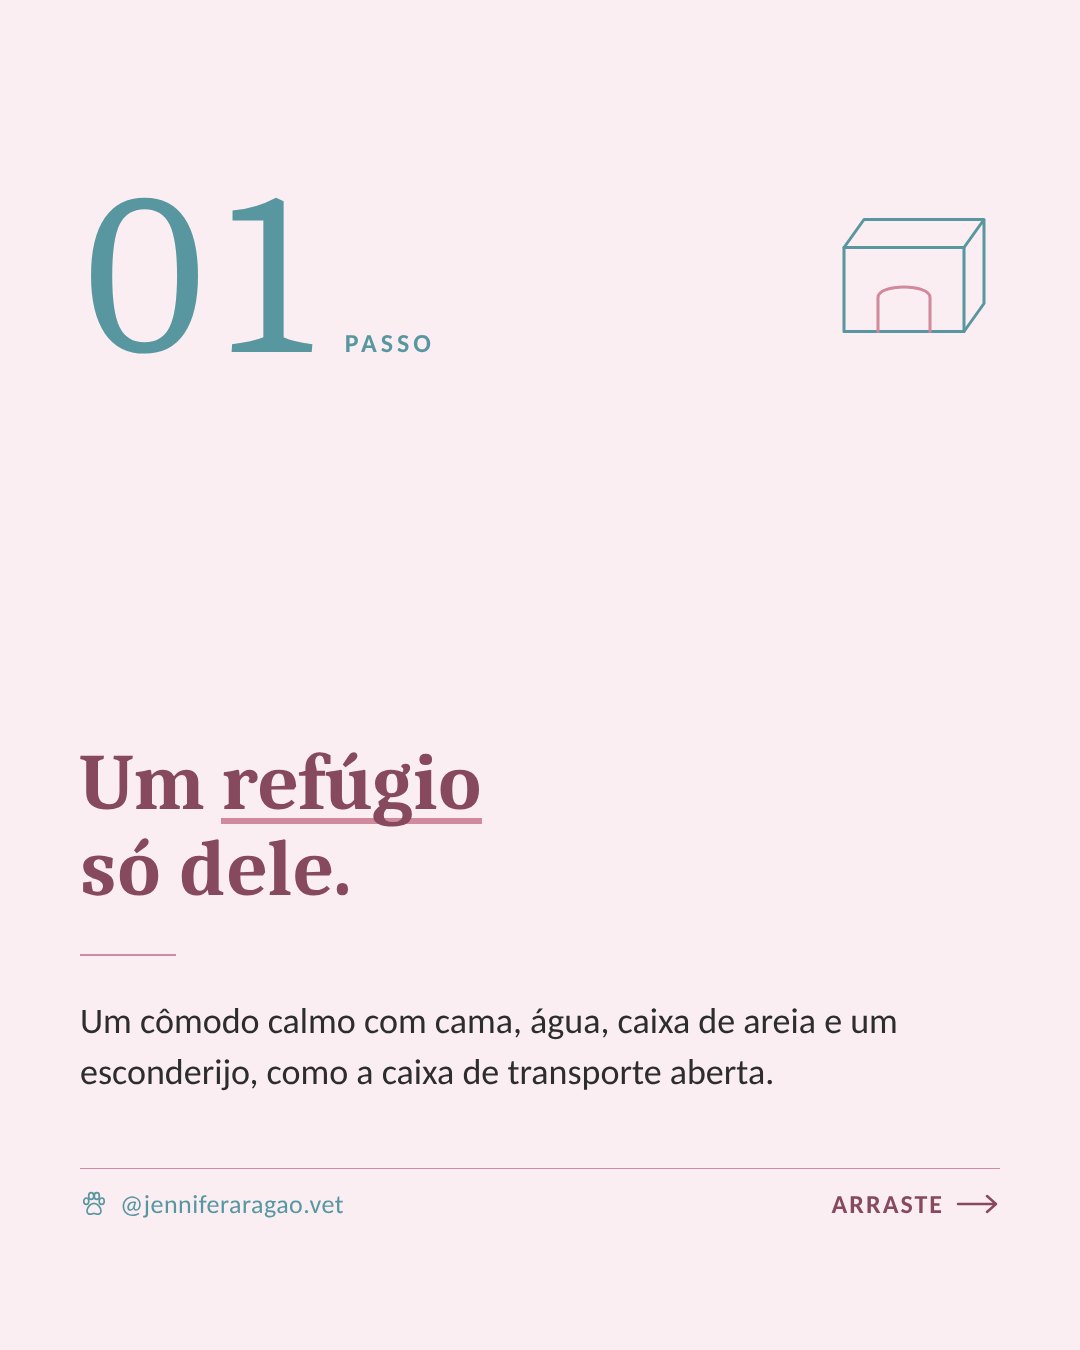 01 PASSO
Um refúgio
só dele.
Um cômodo calmo com cama, água, caixa de areia e um
esconderijo, como a caixa de transporte aberta.
@jenniferaragao.vet
ARRASTE